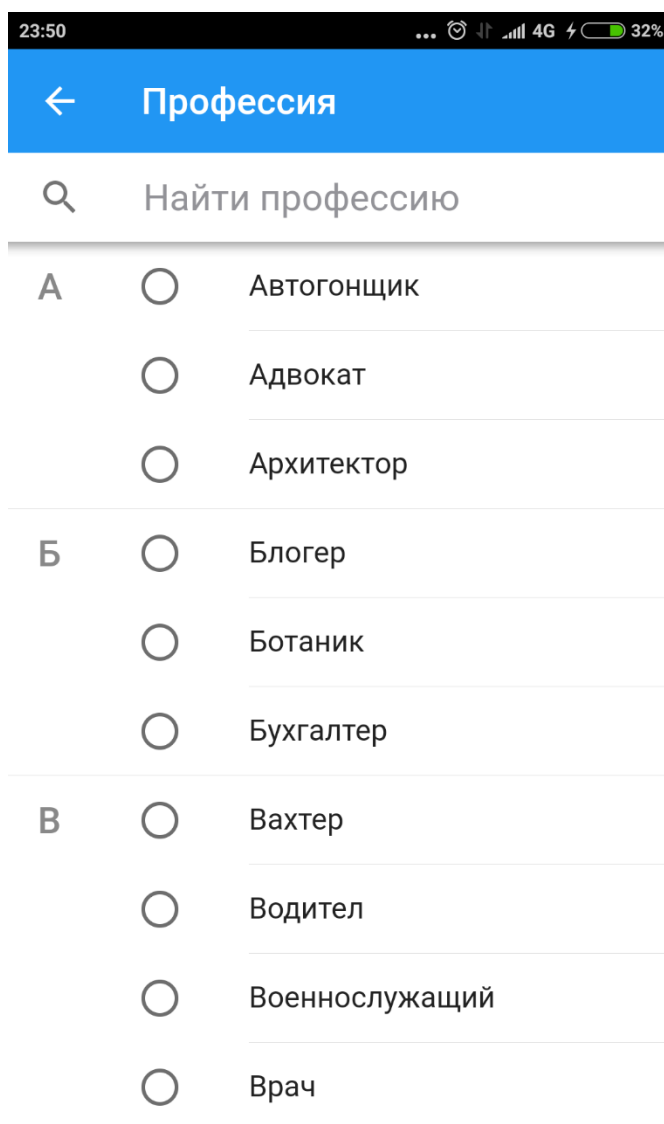 23:50 ... 4G 32%
Профессия
Найти профессию
А Автогонщик
Адвокат
Архитектор
Б Блогер
Ботаник
Бухгалтер
В Вахтер
Водител
Военнослужащий
Врач